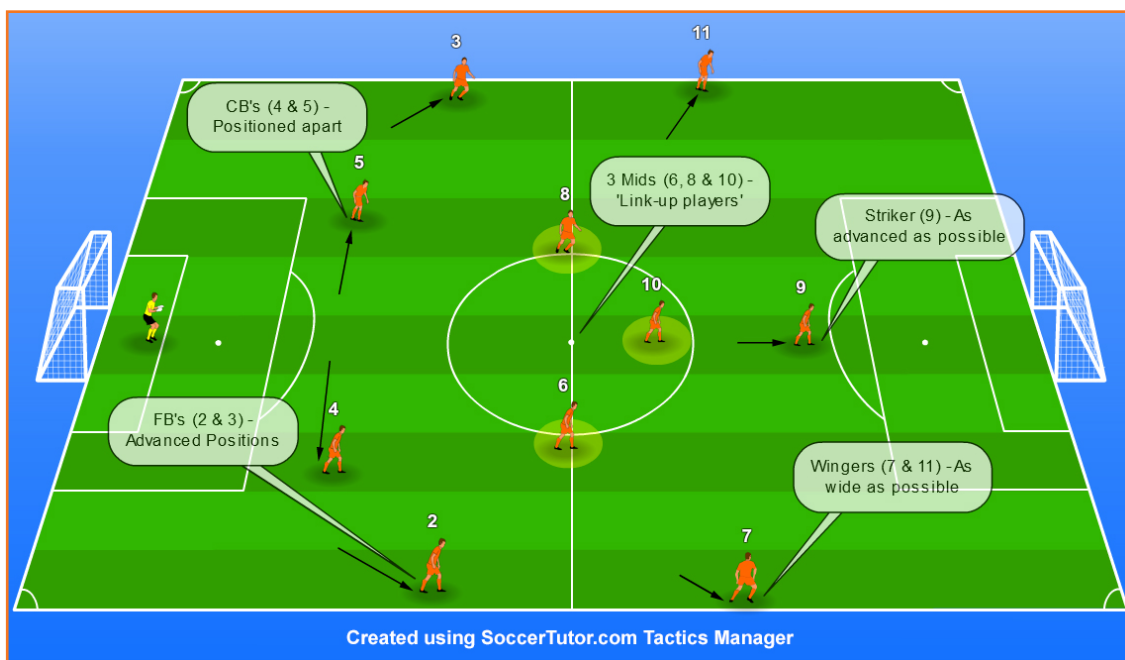 3
11
CB's (4 & 5) -
Positioned apart
5
3 Mids (6, 8 & 10) -
'Link-up players'
8
Striker (9) - As
advanced as possible
10
9
6
FB's (2 & 3) -
Advanced Positions
4
Wingers (7 & 11) - As
wide as possible
2
7
Created using SoccerTutor.com Tactics Manager